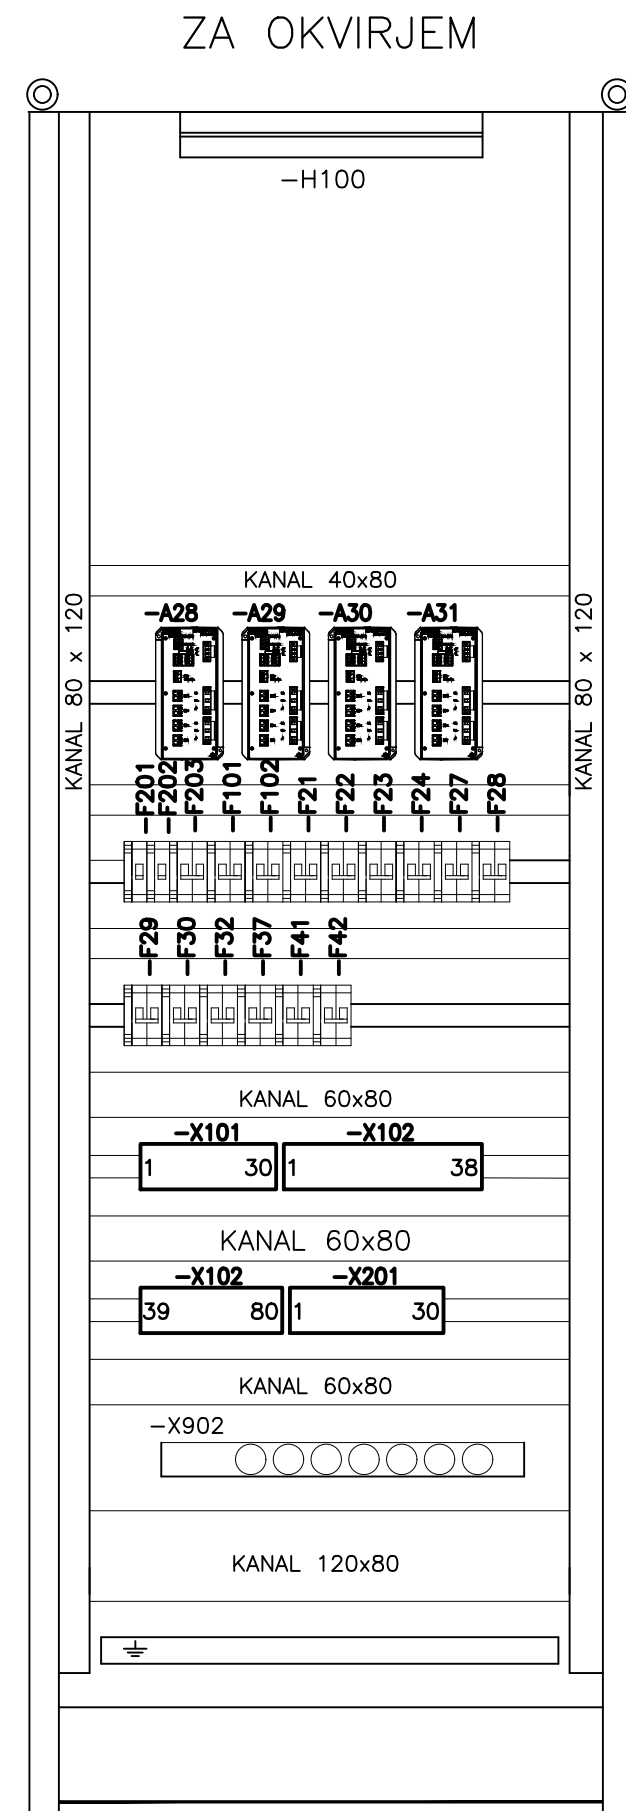 ZA OKVIRJEM
-H100
KANAL 40x80
KANAL 80 x 120
KANAL 80 x 120
-A28 -A29 -A30 -A31
-F201 -F202 -F203 -F101 -F102 -F21 -F22 -F23 -F24 -F27 -F28
-F29 -F30 -F32 -F37 -F41 -F42
KANAL 60x80
-X101 -X102
1 30 1 38
KANAL 60x80
-X102 -X201
39 80 1 30
KANAL 60x80
-X902
KANAL 120x80